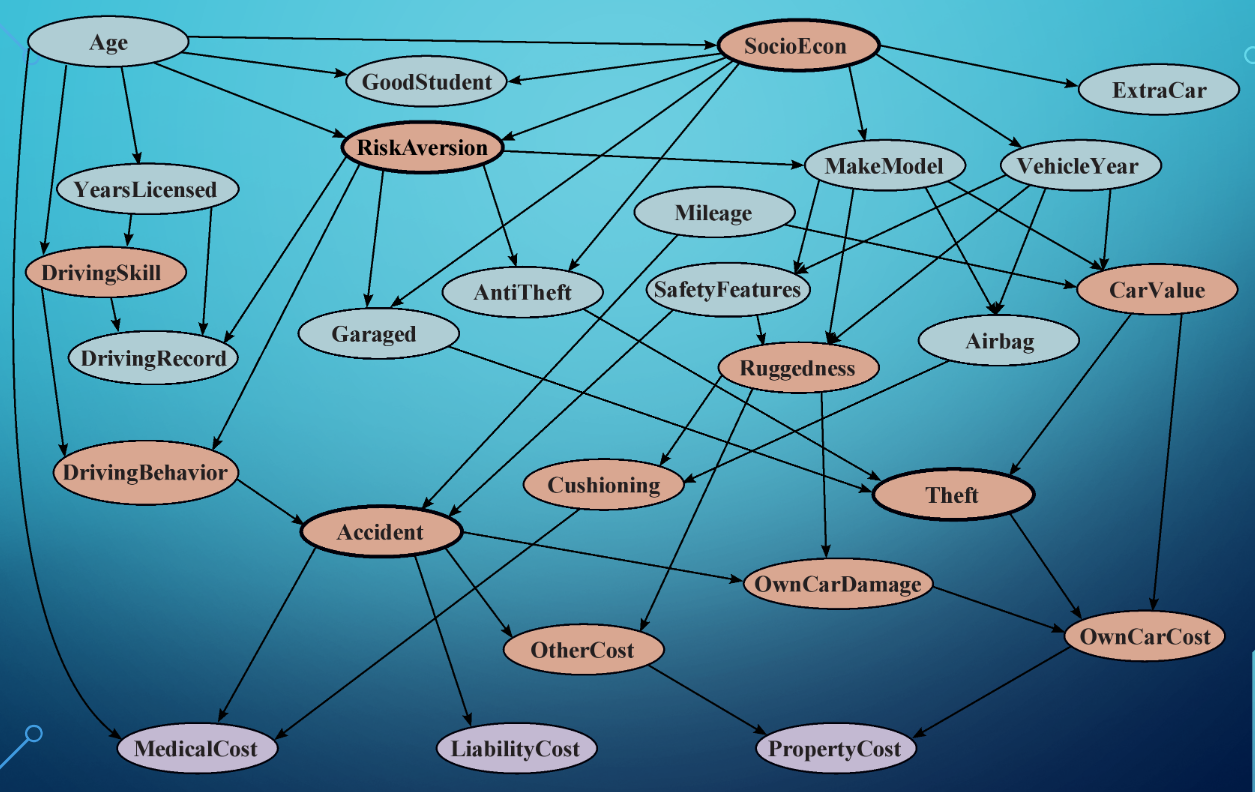 Age
SocioEcon
GoodStudent
ExtraCar
RiskAversion
MakeModel
VehicleYear
YearsLicensed
Mileage
DrivingSkill
AntiTheft
SafetyFeatures
CarValue
Garaged
Airbag
DrivingRecord
Ruggedness
DrivingBehavior
Cushioning
Theft
Accident
OwnCarDamage
OtherCost
OwnCarCost
MedicalCost
LiabilityCost
PropertyCost